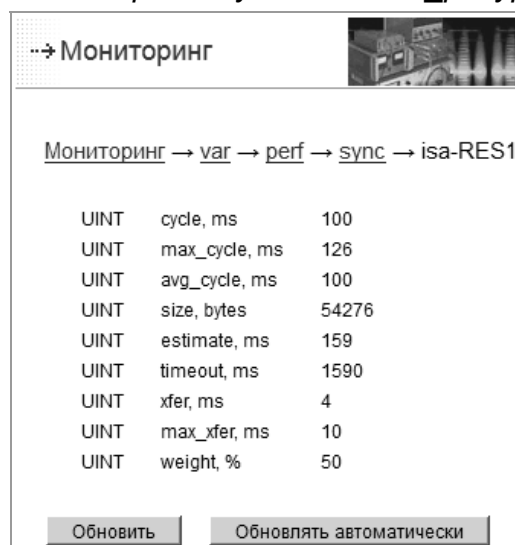 ··→ Мониторинг
Мониторинг → var → perf → sync → isa-RES1
UINT cycle, ms 100
UINT max_cycle, ms 126
UINT avg_cycle, ms 100
UINT size, bytes 54276
UINT estimate, ms 159
UINT timeout, ms 1590
UINT xfer, ms 4
UINT max_xfer, ms 10
UINT weight, % 50
Обновить Обновлять автоматически